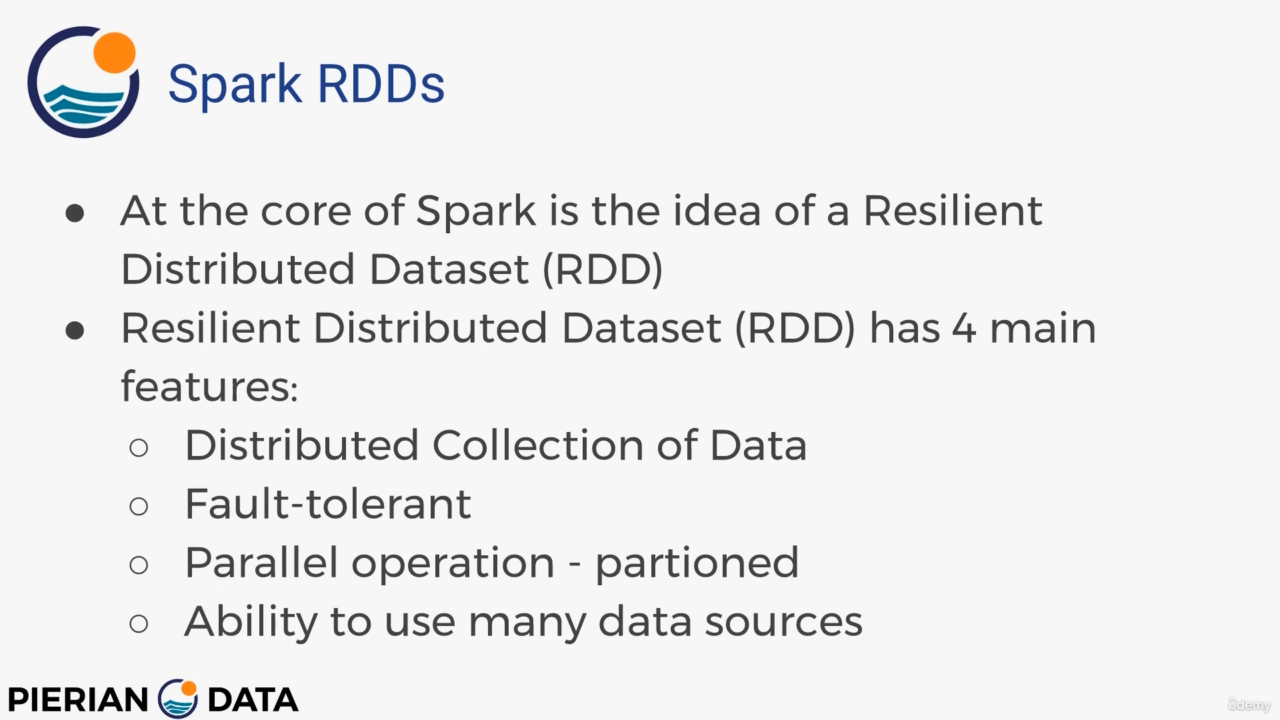 Spark RDDs
● At the core of Spark is the idea of a Resilient
Distributed Dataset (RDD)
● Resilient Distributed Dataset (RDD) has 4 main
features:
○ Distributed Collection of Data
○ Fault-tolerant
○ Parallel operation - partioned
○ Ability to use many data sources
PIERIAN DATA
ûdemy